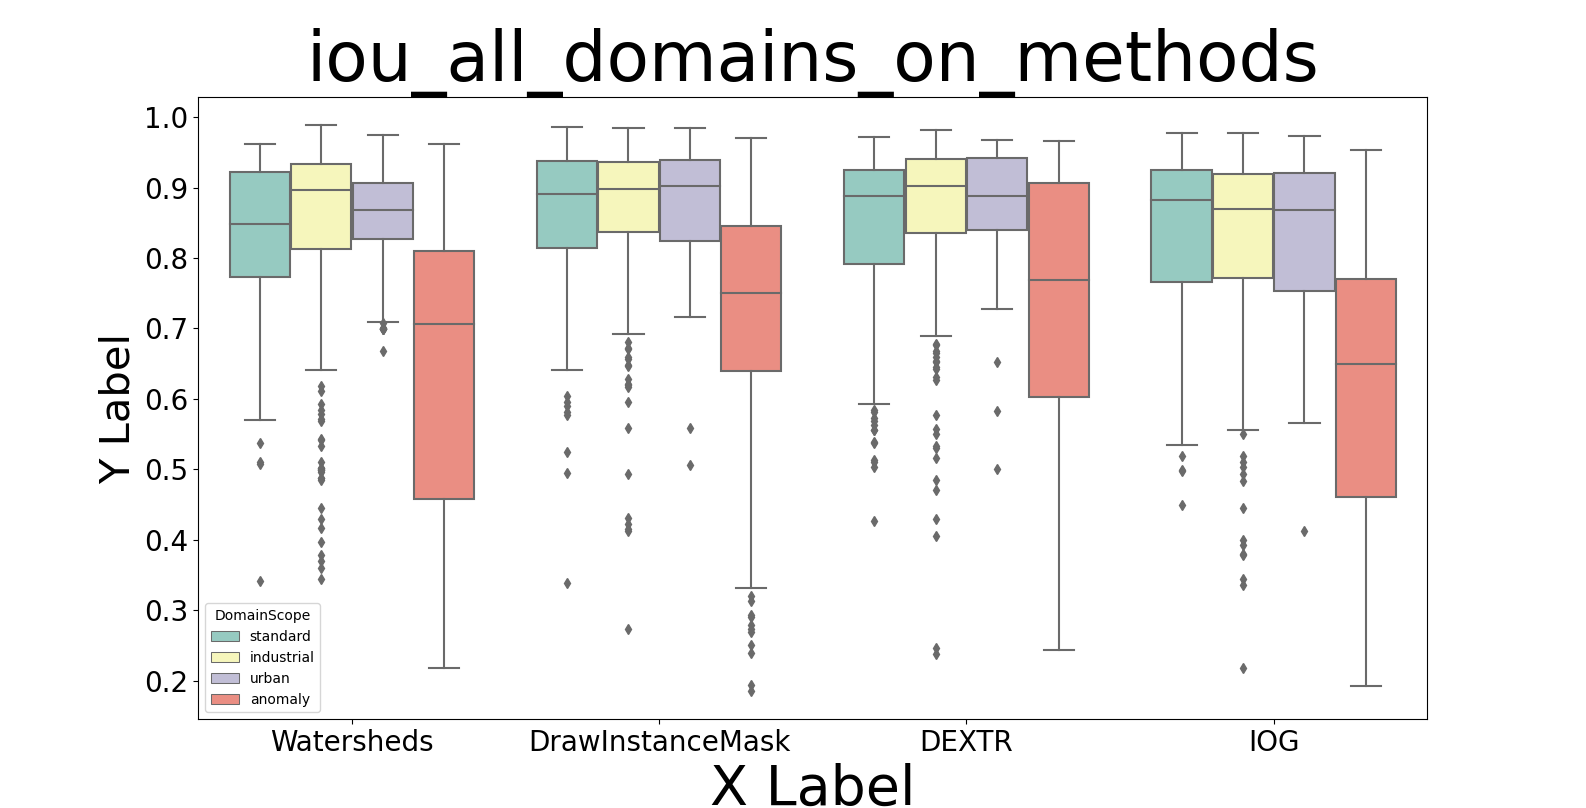 iou_all_domains_on_methods
1.0
0.9
0.8
0.7
0.6
0.5
0.4
0.3
0.2
Y Label
DomainScope
standard
industrial
urban
anomaly
Watersheds DrawInstanceMask DEXTR IOG
X Label